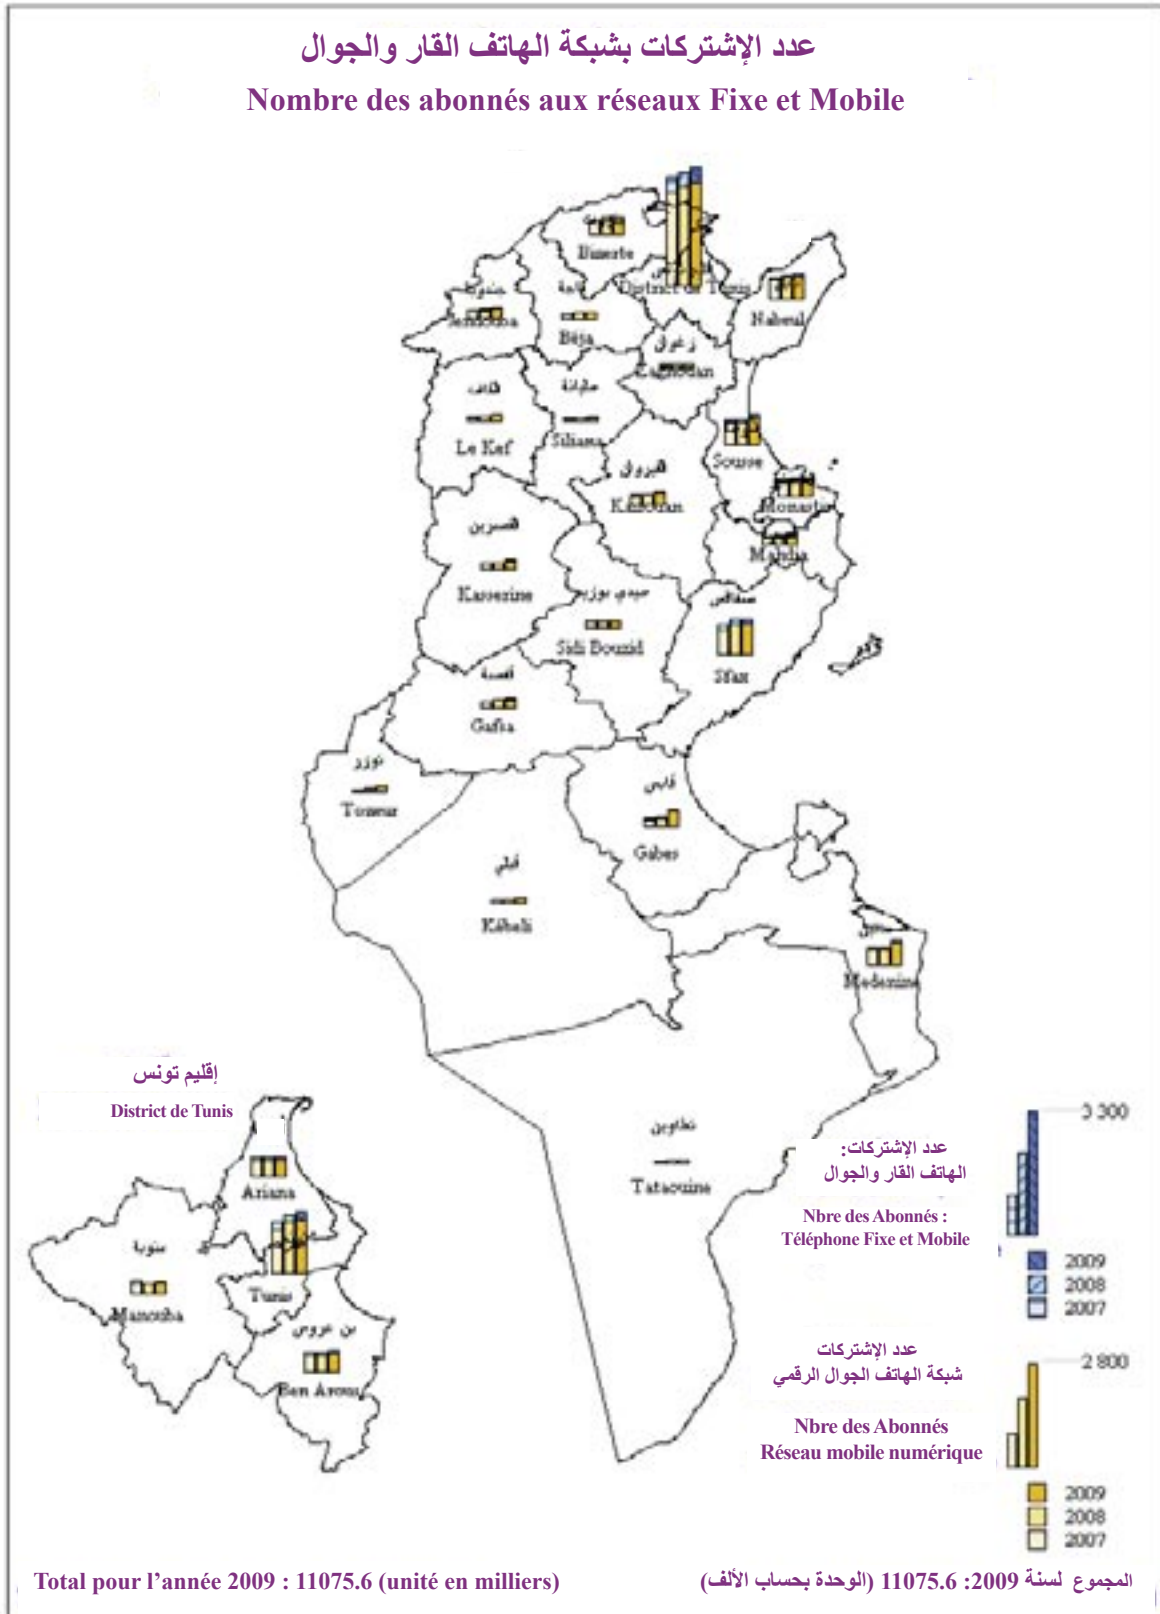 عدد الإشتركات بشبكة الهاتف القار والجوال
Nombre des abonnés aux réseaux Fixe et Mobile
Bizerte
District de Tunis
Nabeul
جندوبة
Jendouba
باجة
Béja
زغوان
Zaghouan
الكاف
Le Kef
سليانة
Siliana
Sousse
القيروان
Kairouan
Monastir
Mahdia
القصرين
Kasserine
سيدي بوزيد
Sidi Bouzid
صفاقس
Sfax
قفصة
Gafsa
توزر
Tozeur
قابس
Gabes
قبلي
Kébeli
Medenine
تطاوين
Tataouine
إقليم تونس
District de Tunis
Ariana
منوبة
Manouba
Tunis
بن عروس
Ben Arous
3 300
عدد الإشتركات:
الهاتف القار والجوال
Nbre des Abonnés :
Téléphone Fixe et Mobile
2009
2008
2007
2 800
عدد الإشتركات
شبكة الهاتف الجوال الرقمي
Nbre des Abonnés
Réseau mobile numérique
2009
2008
2007
Total pour l'année 2009 : 11075.6 (unité en milliers)
المجموع لسنة 2009: 11075.6 (الوحدة بحساب الألف)